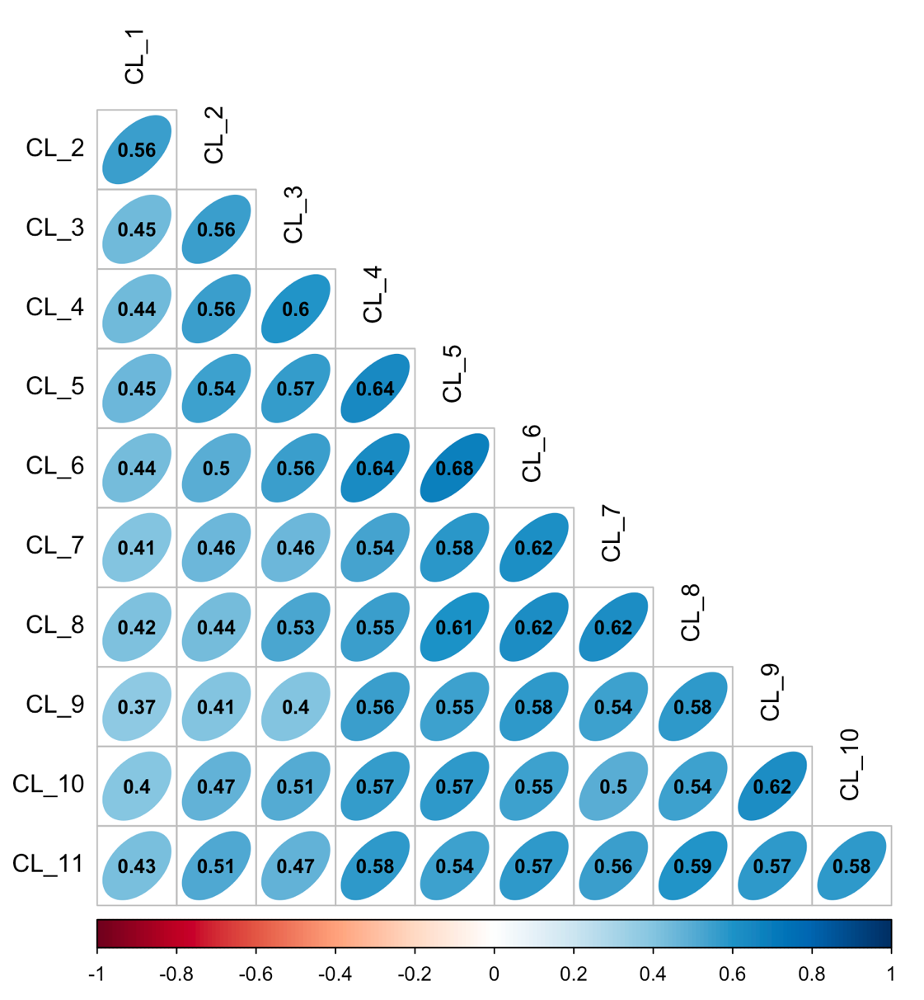 CL_1
CL_2 0.56 CL_2
CL_3 0.45 0.56 CL_3
CL_4 0.44 0.56 0.6 CL_4
CL_5 0.45 0.54 0.57 0.64 CL_5
CL_6 0.44 0.5 0.56 0.64 0.68 CL_6
CL_7 0.41 0.46 0.46 0.54 0.58 0.62 CL_7
CL_8 0.42 0.44 0.53 0.55 0.61 0.62 0.62 CL_8
CL_9 0.37 0.41 0.4 0.56 0.55 0.58 0.54 0.58 CL_9
CL_10 0.4 0.47 0.51 0.57 0.57 0.55 0.5 0.54 0.62 CL_10
CL_11 0.43 0.51 0.47 0.58 0.54 0.57 0.56 0.59 0.57 0.58
-1 -0.8 -0.6 -0.4 -0.2 0 0.2 0.4 0.6 0.8 1